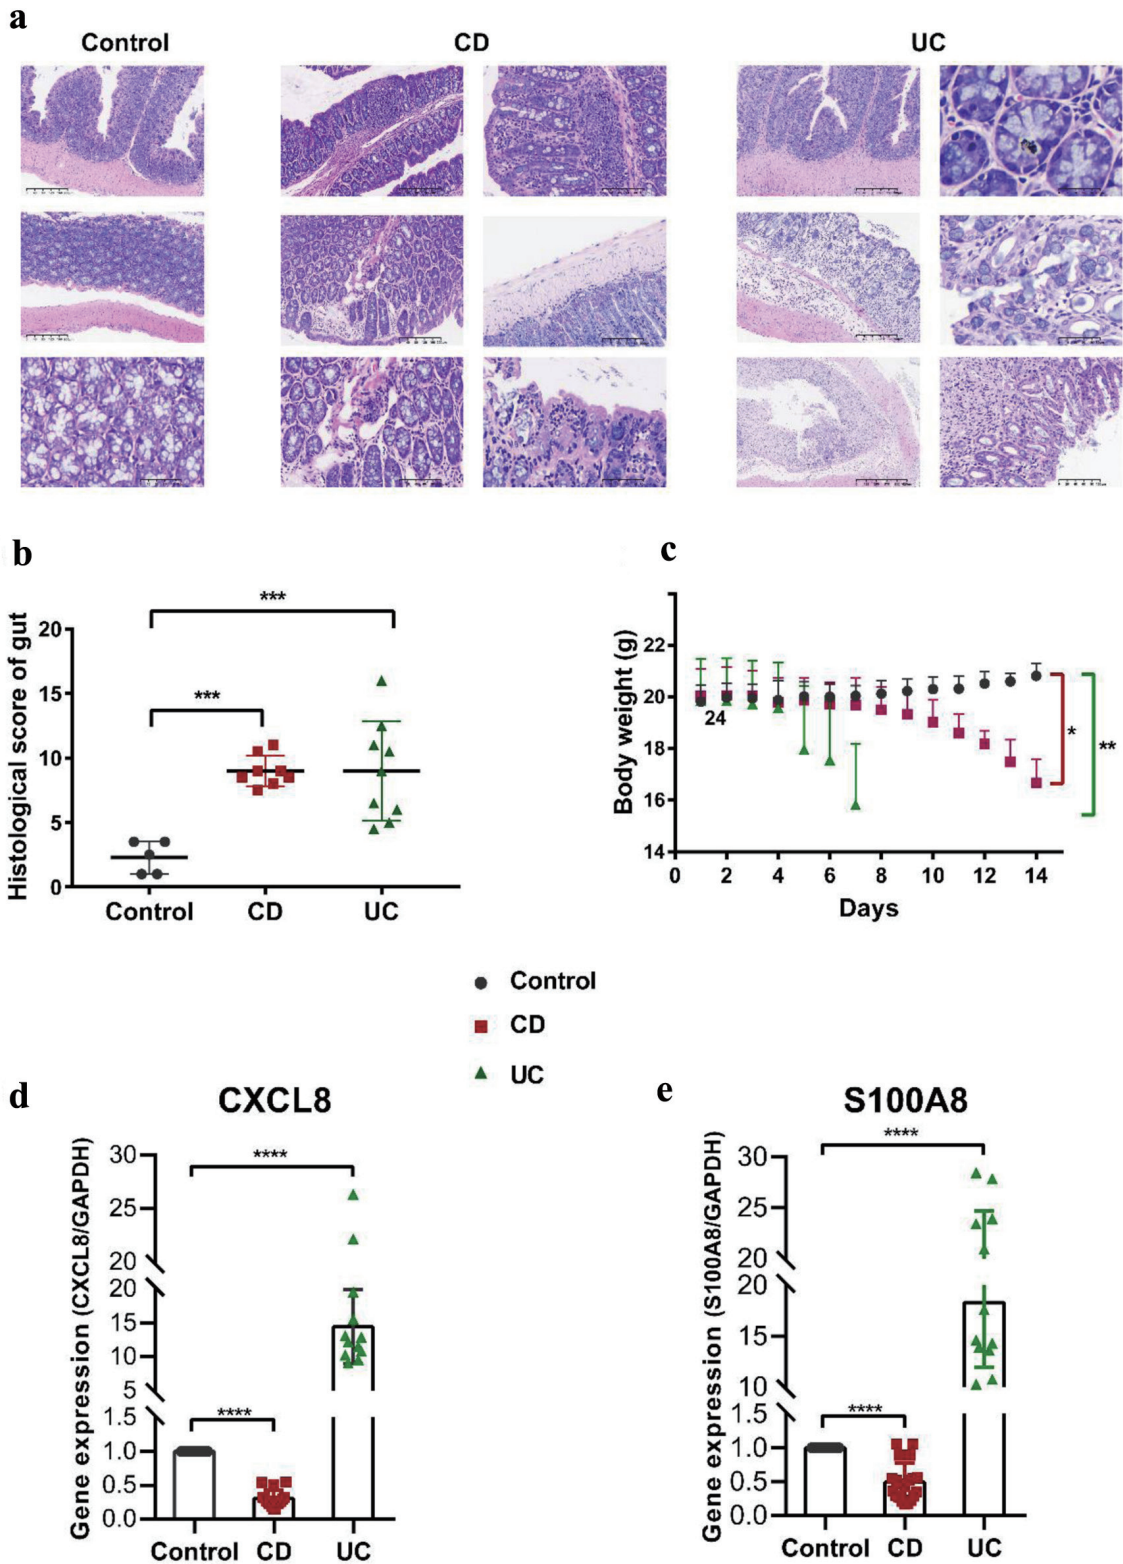 a
Control
CD
UC
b
Histological score of gut
20
15
10
5
0
***
***
Control
CD
UC
c
Body weight (g)
22
20
18
16
14
24
*
**
0
2
4
6
8
10
12
14
Days
Control
CD
UC
d
CXCL8
Gene expression (CXCL8/GAPDH)
30
25
20
20
15
10
5
1.5
1.0
0.5
0.0
****
****
Control
CD
UC
e
S100A8
Gene expression (S100A8/GAPDH)
30
25
20
20
15
10
1.5
1.0
0.5
0.0
****
****
Control
CD
UC